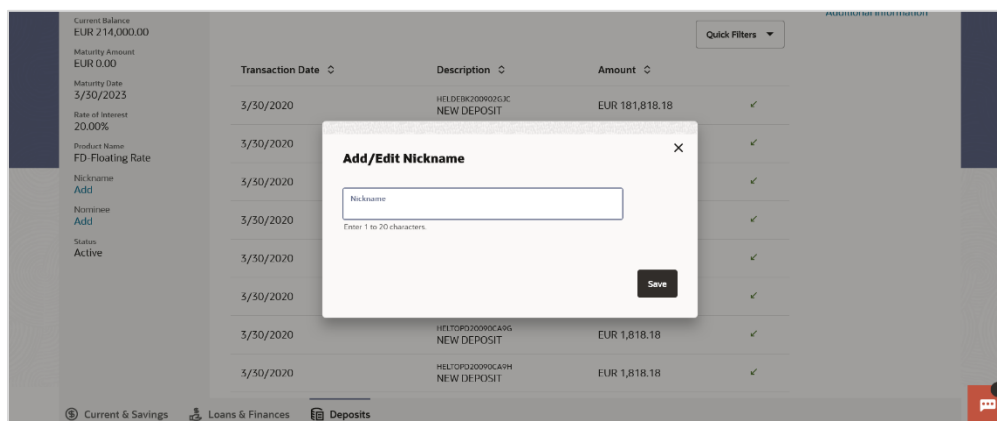 Current Balance
EUR 214,000.00
Maturity Amount
EUR 0.00
Maturity Date
3/30/2023
Rate of Interest
20.00%
Product Name
FD-Floating Rate
Nickname
Add
Nominee
Add
Status
Active
Additional Information
Quick Filters
Transaction Date Description Amount
3/30/2020 HELDEBK200902GJC NEW DEPOSIT EUR 181,818.18
3/30/2020
3/30/2020
3/30/2020
3/30/2020
3/30/2020
3/30/2020 HELTOPD20090CA9G NEW DEPOSIT EUR 1,818.18
3/30/2020 HELTOPD20090CA9H NEW DEPOSIT EUR 1,818.18
Add/Edit Nickname
Nickname
Enter 1 to 20 characters.
Save
Current & Savings Loans & Finances Deposits